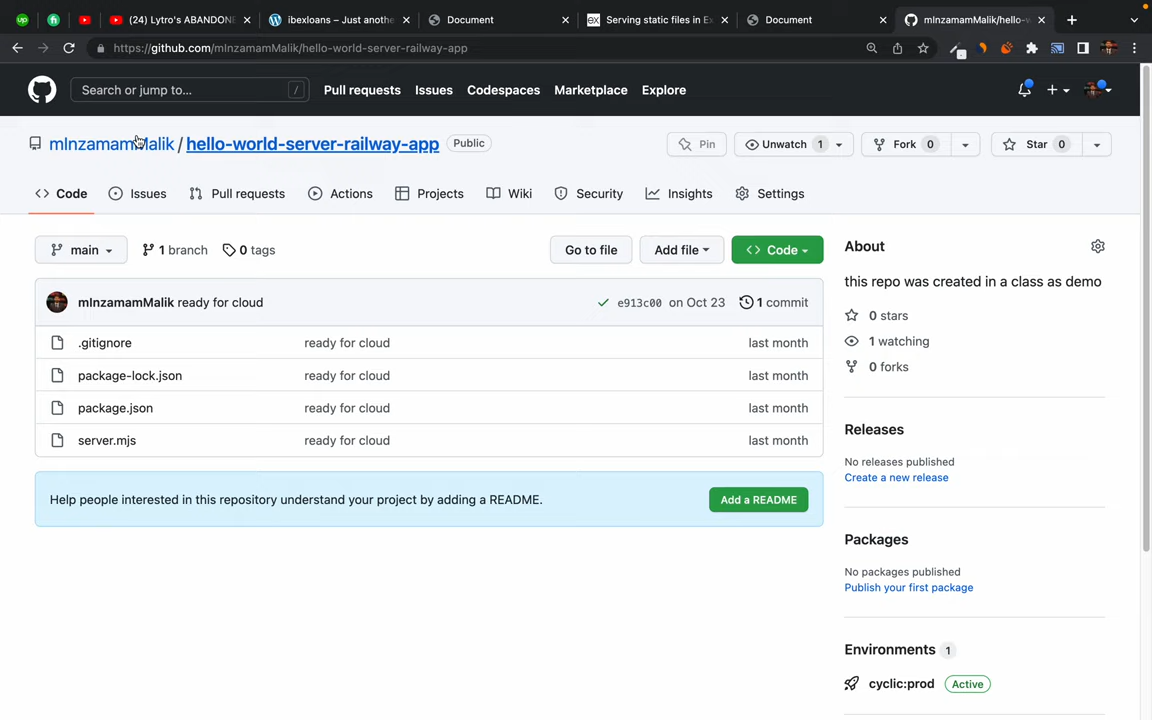 (24) Lytro's ABANDONE
ibexloans – Just anothe
Document
Serving static files in Ex
Document
mInzamamMalik/hello-w
https://github.com/mInzamamMalik/hello-world-server-railway-app
Search or jump to...
/
Pull requests
Issues
Codespaces
Marketplace
Explore
mInzamamMalik / hello-world-server-railway-app
Public
Pin
Unwatch 1
Fork 0
Star 0
Code
Issues
Pull requests
Actions
Projects
Wiki
Security
Insights
Settings
main
1 branch
0 tags
Go to file
Add file
Code
mInzamamMalik ready for cloud
e913c00 on Oct 23
1 commit
.gitignore ready for cloud last month
package-lock.json ready for cloud last month
package.json ready for cloud last month
server.mjs ready for cloud last month
Help people interested in this repository understand your project by adding a README.
Add a README
About
this repo was created in a class as demo
0 stars
1 watching
0 forks
Releases
No releases published
Create a new release
Packages
No packages published
Publish your first package
Environments 1
cyclic:prod Active